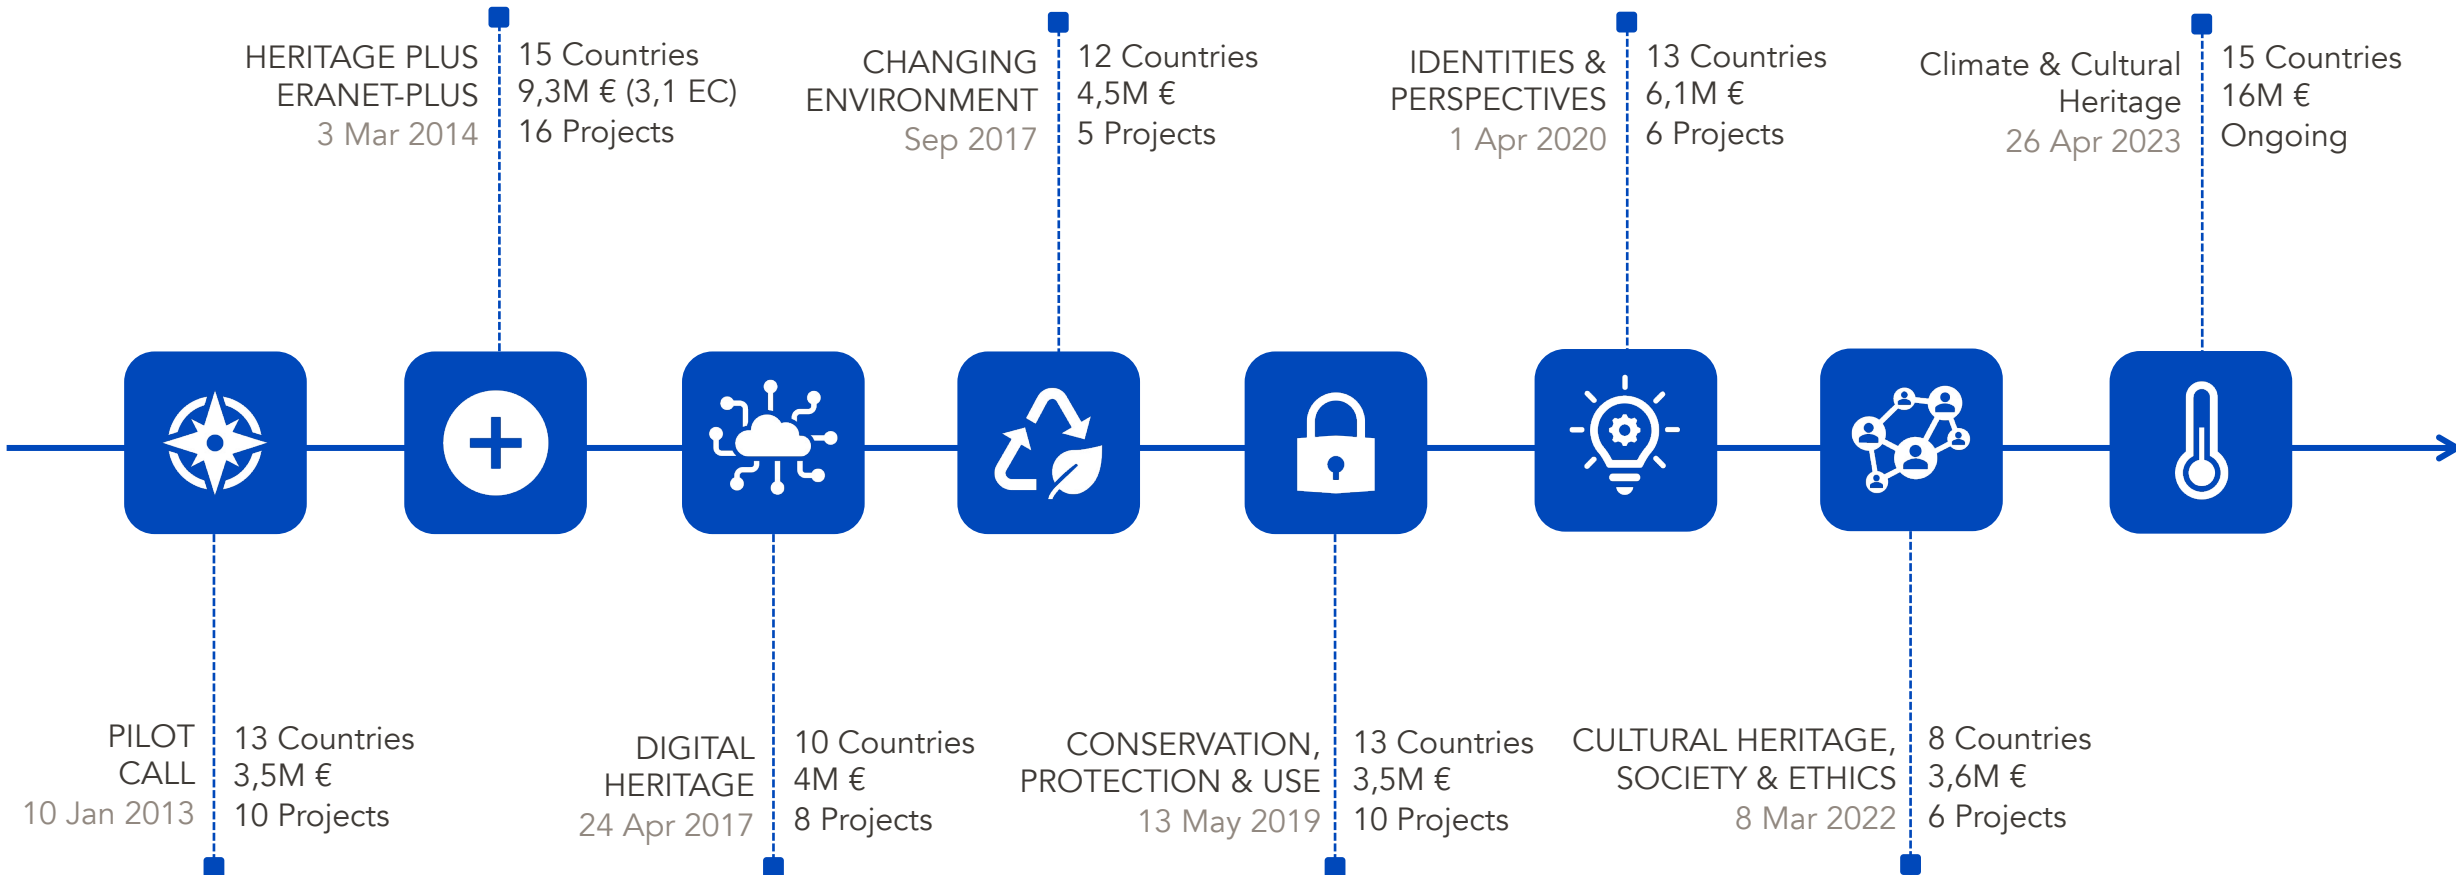 HERITAGE PLUS
ERANET-PLUS
3 Mar 2014
15 Countries
9,3M € (3,1 EC)
16 Projects
CHANGING
ENVIRONMENT
Sep 2017
12 Countries
4,5M €
5 Projects
IDENTITIES &
PERSPECTIVES
1 Apr 2020
13 Countries
6,1M €
6 Projects
Climate & Cultural
Heritage
26 Apr 2023
15 Countries
16M €
Ongoing
PILOT
CALL
10 Jan 2013
13 Countries
3,5M €
10 Projects
DIGITAL
HERITAGE
24 Apr 2017
10 Countries
4M €
8 Projects
CONSERVATION,
PROTECTION & USE
13 May 2019
13 Countries
3,5M €
10 Projects
CULTURAL HERITAGE,
SOCIETY & ETHICS
8 Mar 2022
8 Countries
3,6M €
6 Projects